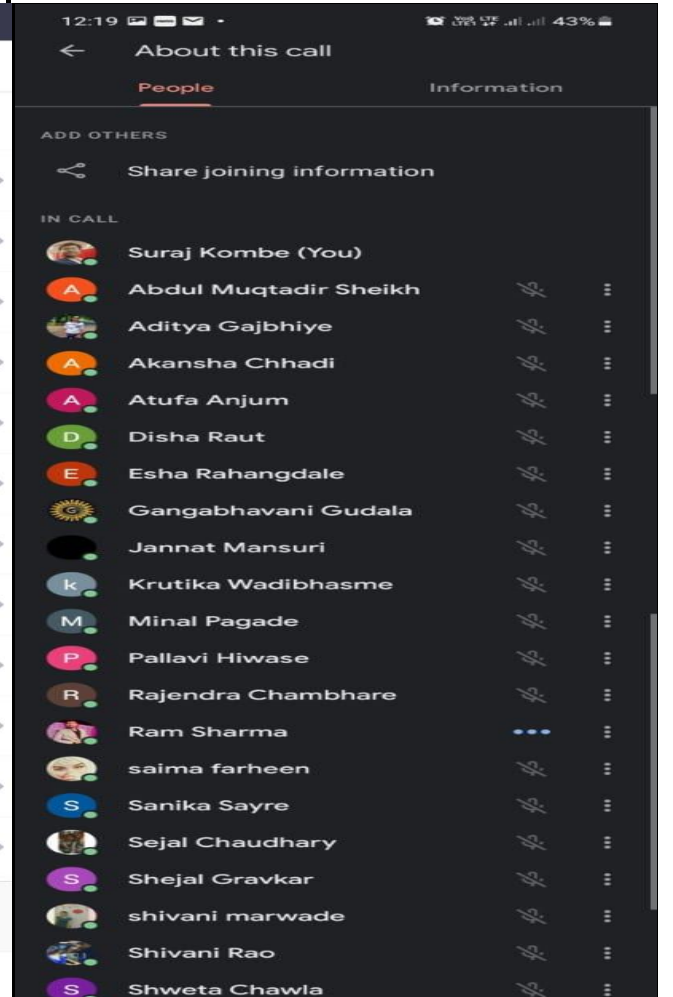 12:19 43%
About this call
People Information
ADD OTHERS
Share joining information
IN CALL
Suraj Kombe (You)
A Abdul Muqtadir Sheikh
Aditya Gajbhiye
A Akansha Chhadi
A Atufa Anjum
D Disha Raut
E Esha Rahangdale
G Gangabhavani Gudala
Jannat Mansuri
k Krutika Wadibhasme
M Minal Pagade
P Pallavi Hiwase
R Rajendra Chambhare
Ram Sharma
saima farheen
S Sanika Sayre
Sejal Chaudhary
S Shejal Gravkar
shivani marwade
Shivani Rao
S Shweta Chawla